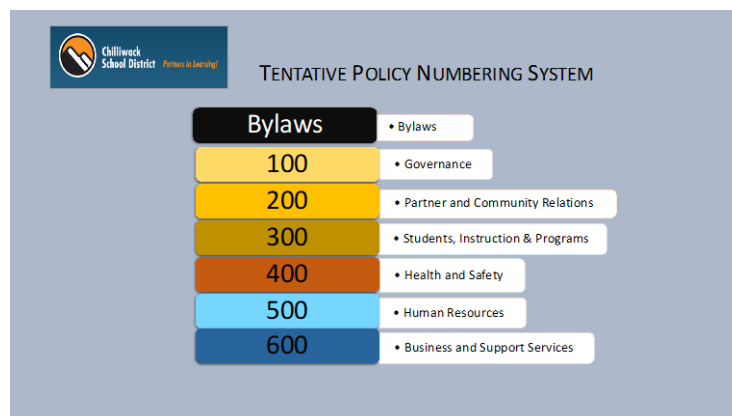 Chilliwack
School District Partners in Learning!
TENTATIVE POLICY NUMBERING SYSTEM
Bylaws • Bylaws
100 • Governance
200 • Partner and Community Relations
300 • Students, Instruction & Programs
400 • Health and Safety
500 • Human Resources
600 • Business and Support Services